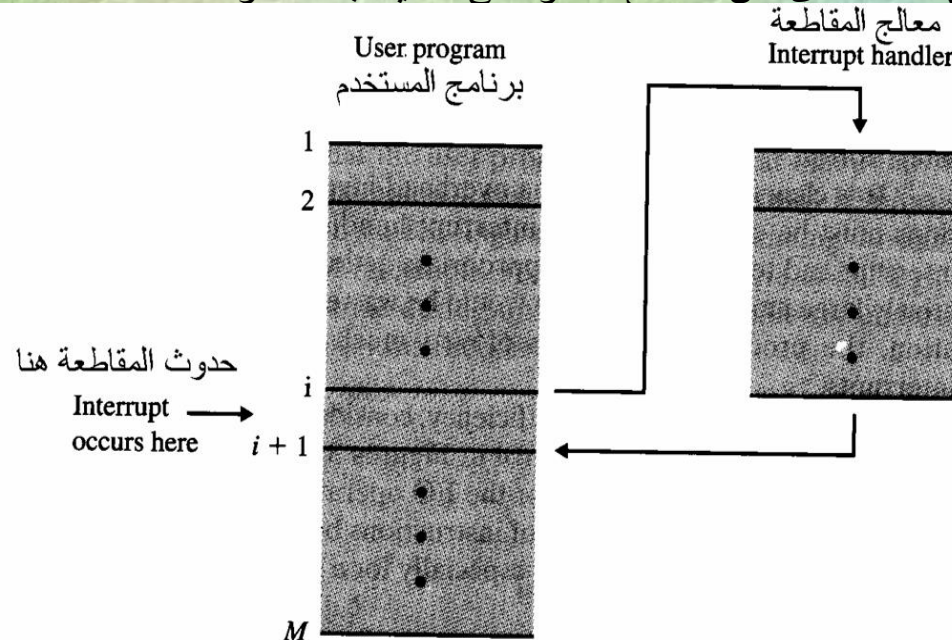 معالج المقاطعة
Interrupt handler
User program
برنامج المستخدم
1
2
حدوث المقاطعة هنا
i
Interrupt
occurs here
i + 1
M